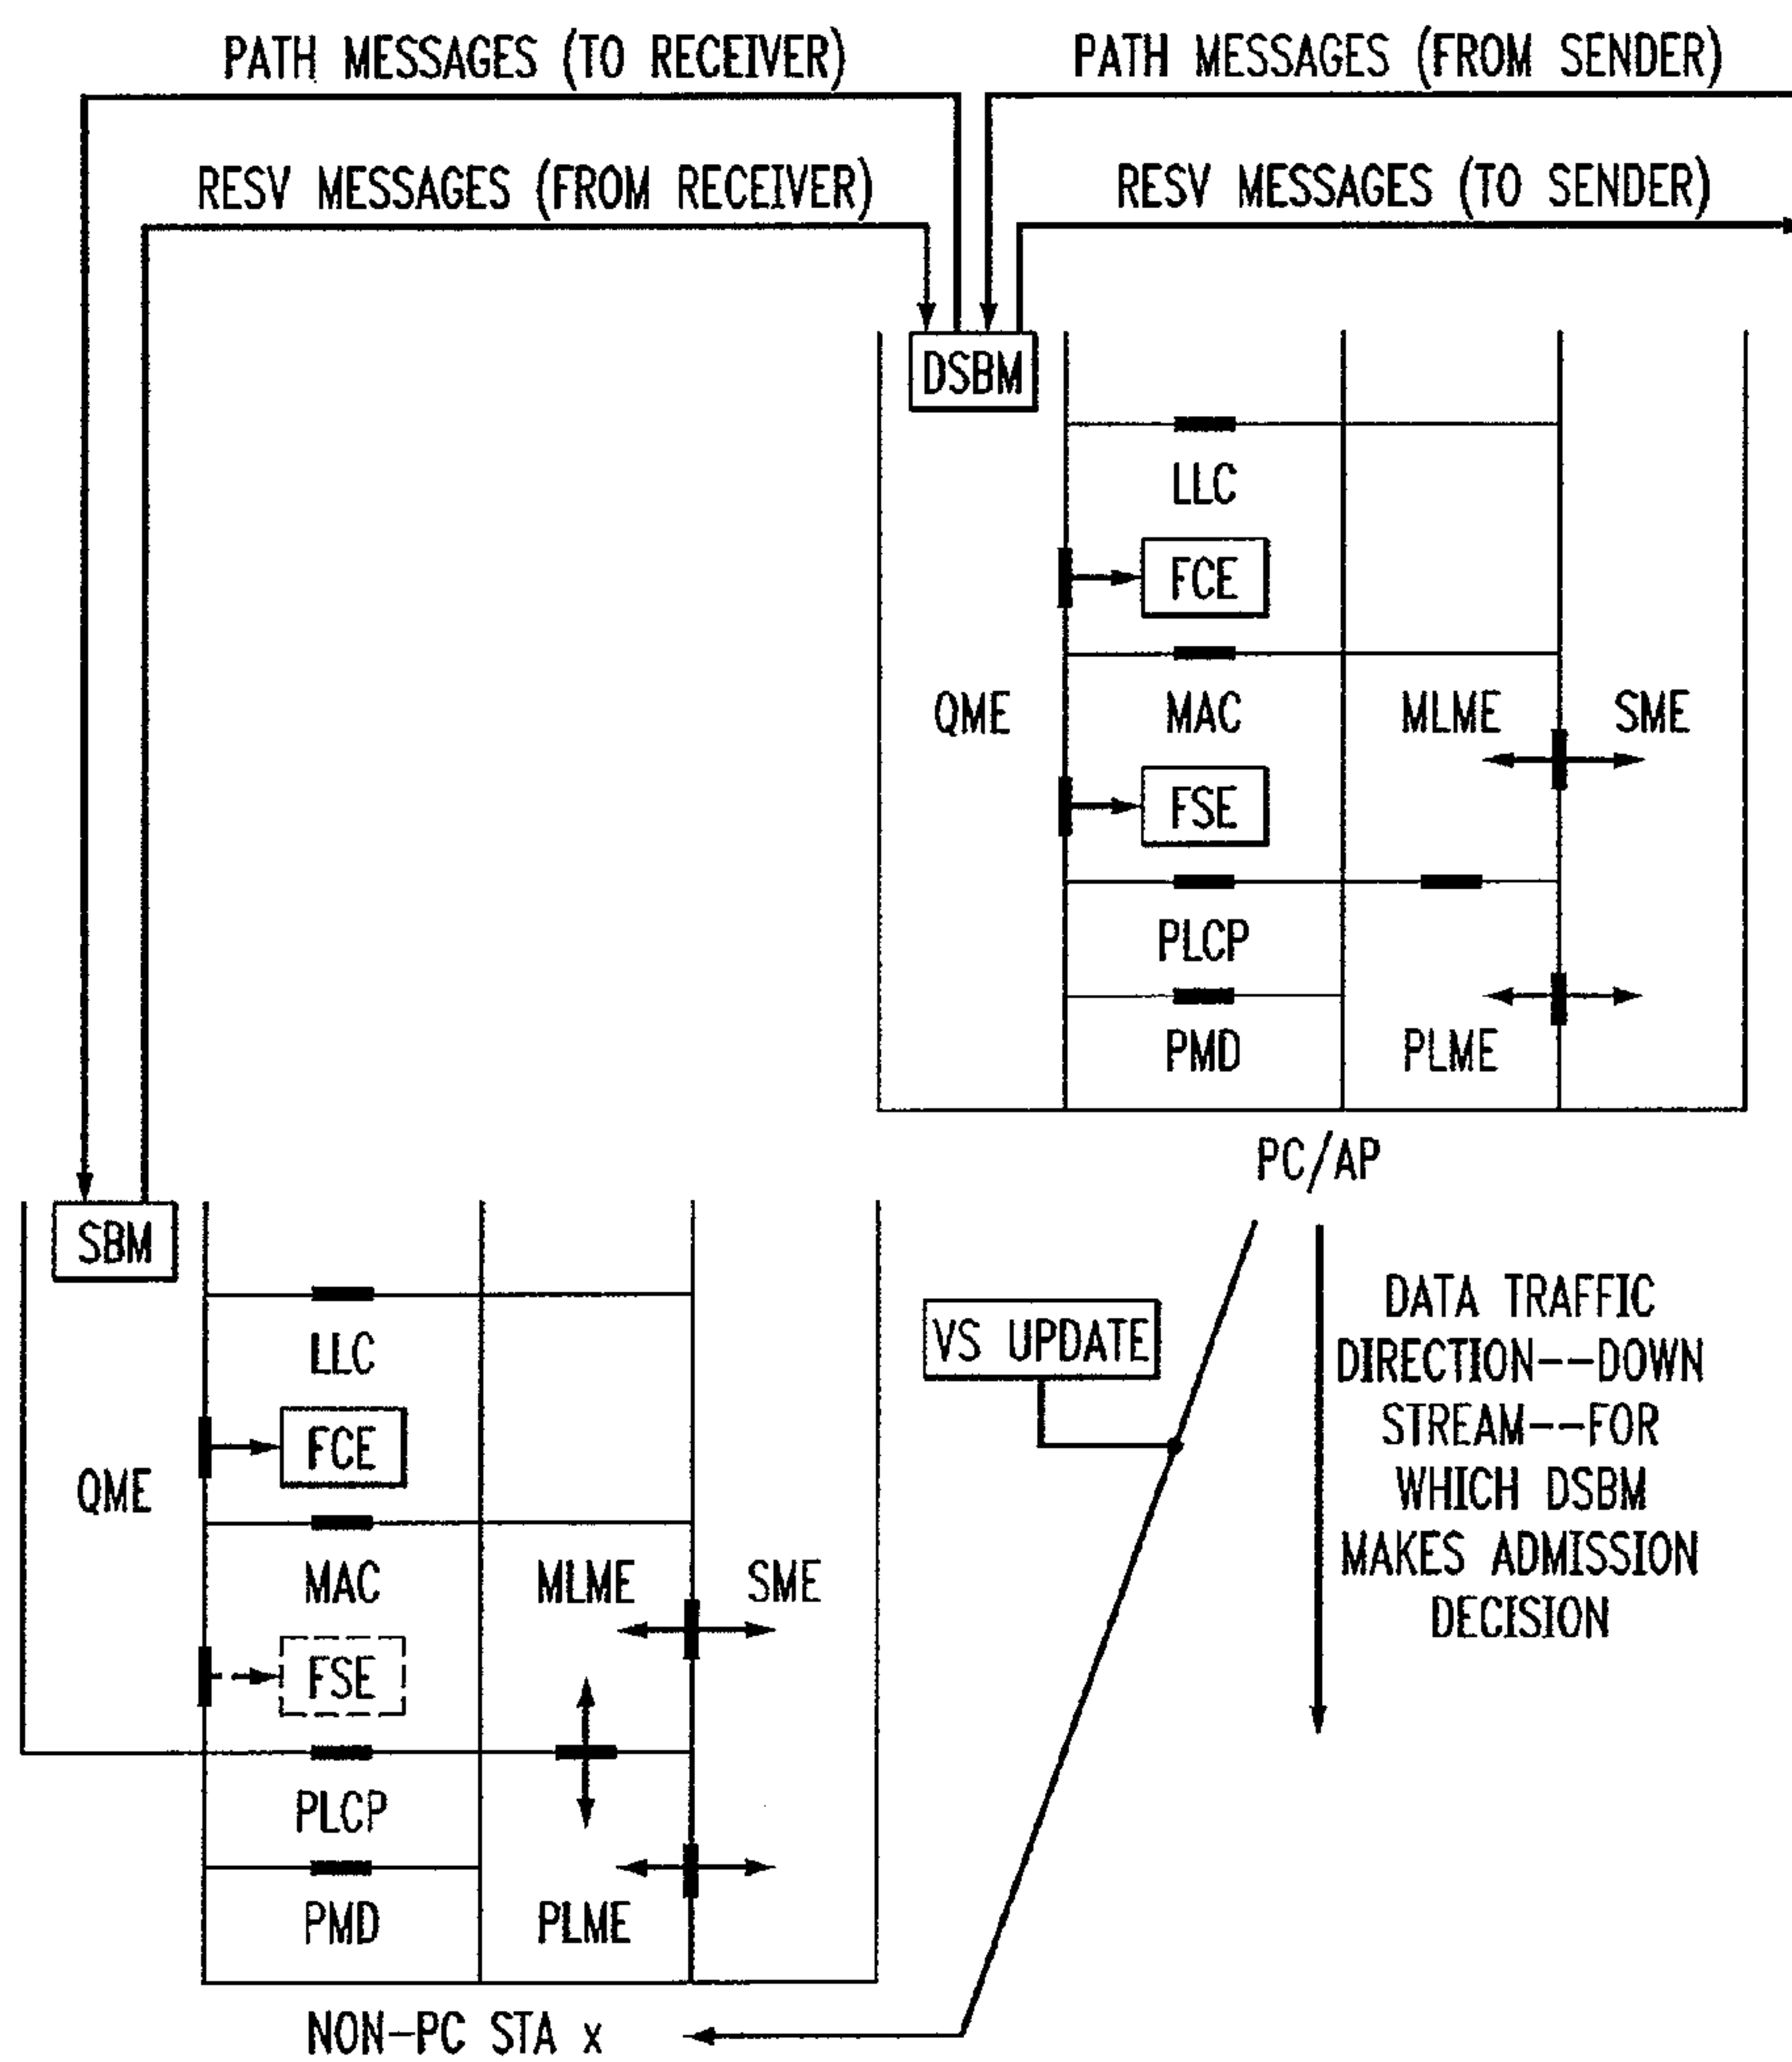 PATH MESSAGES (TO RECEIVER)
PATH MESSAGES (FROM SENDER)
RESV MESSAGES (FROM RECEIVER)
RESV MESSAGES (TO SENDER)
DSBM
LLC
FCE
QME
MAC
MLME
SME
FSE
PLCP
PMD
PLME
PC/AP
SBM
LLC
FCE
QME
MAC
MLME
SME
FSE
PLCP
PMD
PLME
NON-PC STA x
VS UPDATE
DATA TRAFFIC
DIRECTION--DOWN
STREAM--FOR
WHICH DSBM
MAKES ADMISSION
DECISION